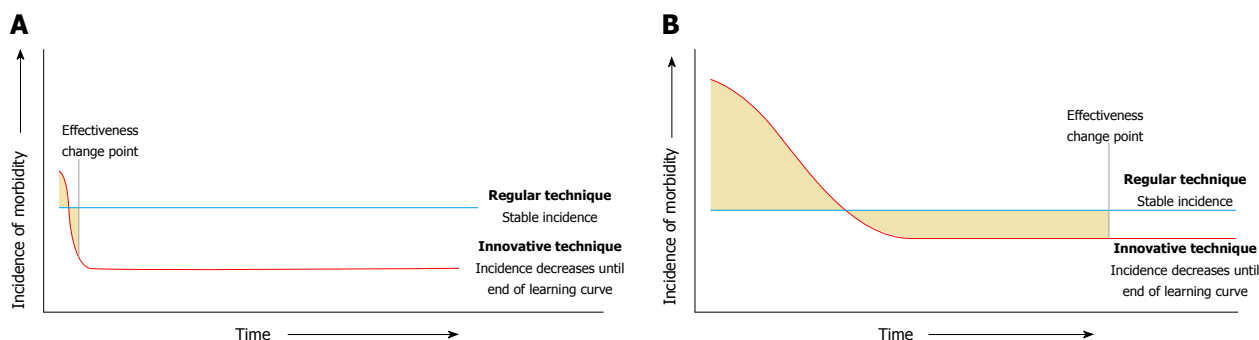 A
Incidence of morbidity
Effectiveness
change point
Regular technique
Stable incidence
Innovative technique
Incidence decreases until
end of learning curve
Time
B
Incidence of morbidity
Effectiveness
change point
Regular technique
Stable incidence
Innovative technique
Incidence decreases until
end of learning curve
Time